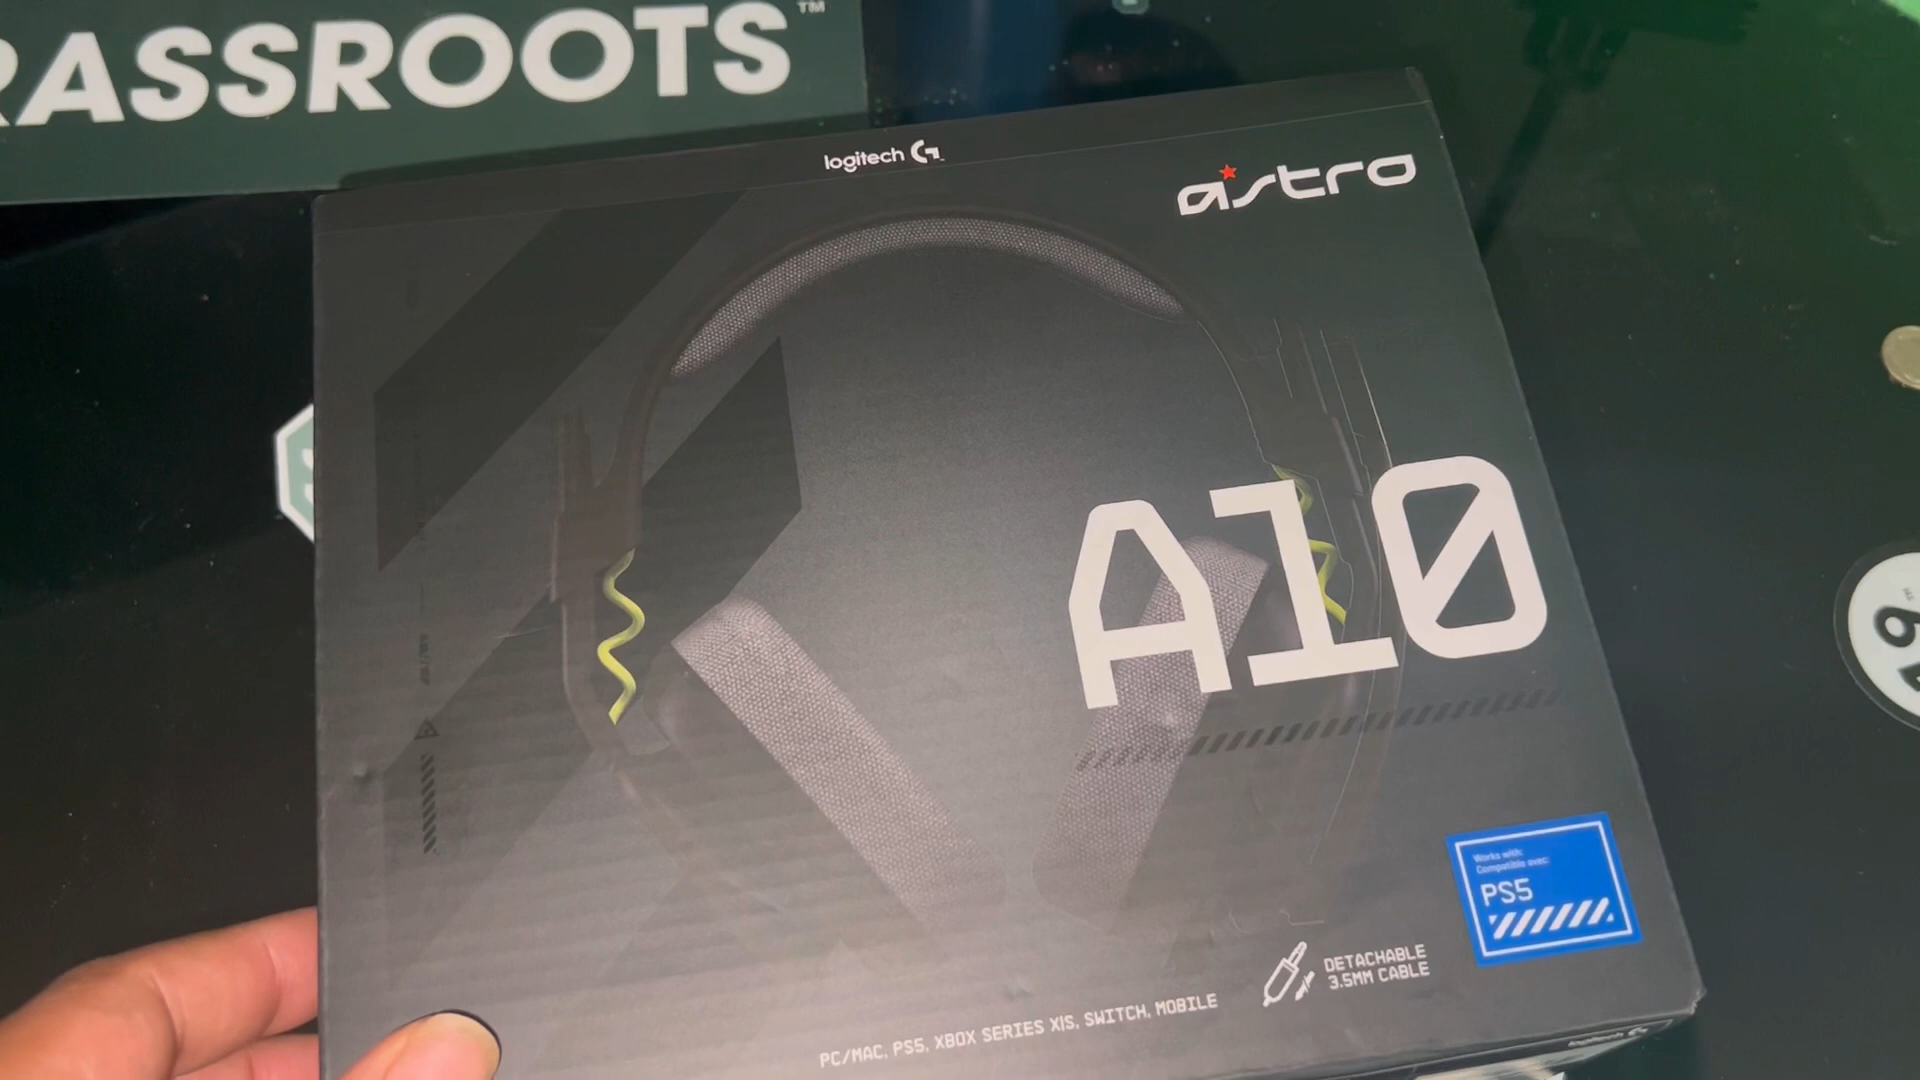 RASSROOTS™
logitech G
astro
A10
Works with:
Compatible avec:
PS5
DETACHABLE
3.5MM CABLE
PC/MAC, PS5, XBOX SERIES X|S, SWITCH, MOBILE
logitech G